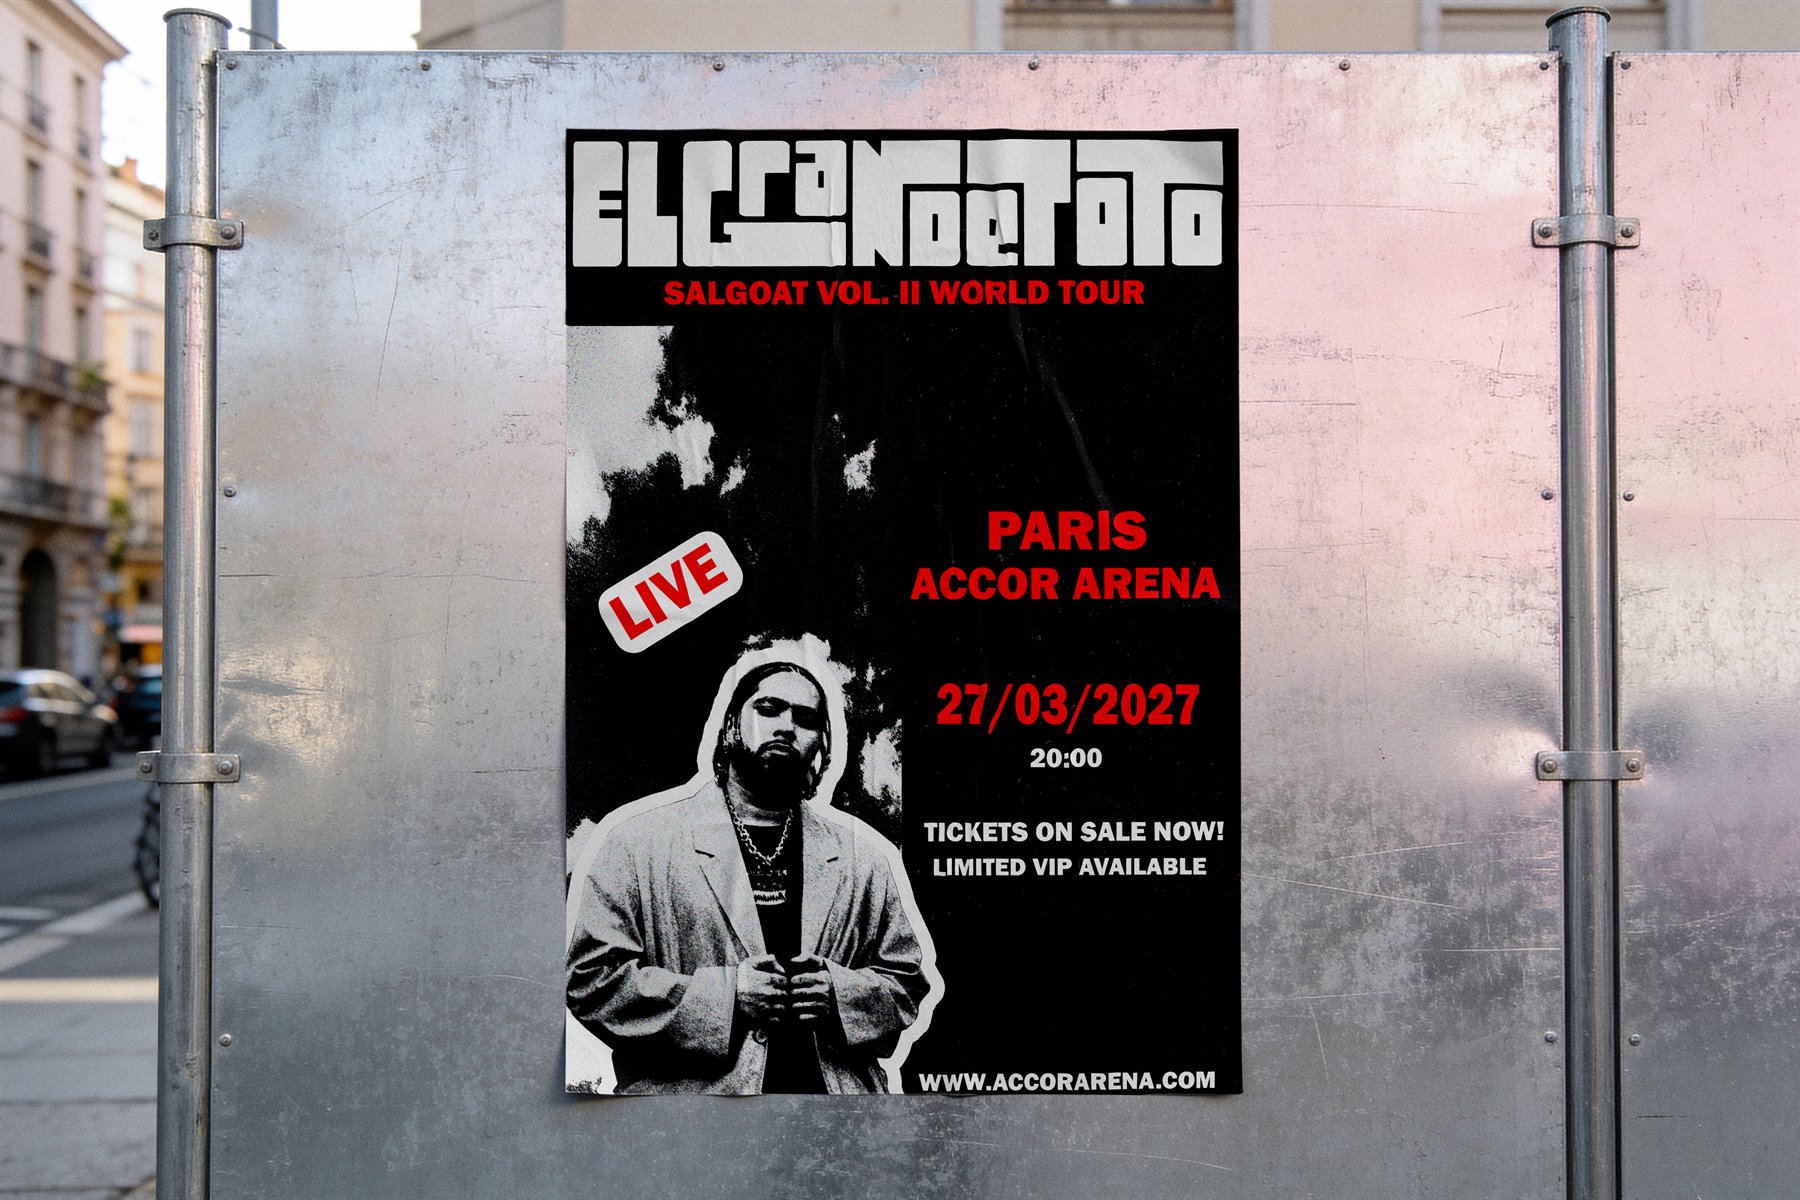 ELGraNDeTOTO
SALGOAT VOL. II WORLD TOUR
LIVE
PARIS
ACCOR ARENA
27/03/2027
20:00
TICKETS ON SALE NOW!
LIMITED VIP AVAILABLE
WWW.ACCORARENA.COM